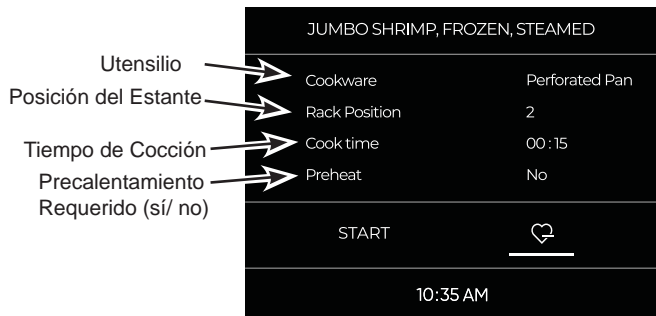 JUMBO SHRIMP, FROZEN, STEAMED
Utensilio
Cookware Perforated Pan
Posición del Estante
Rack Position 2
Tiempo de Cocción
Cook time 00:15
Precalentamiento
Requerido (sí/ no)
Preheat No
START
10:35 AM